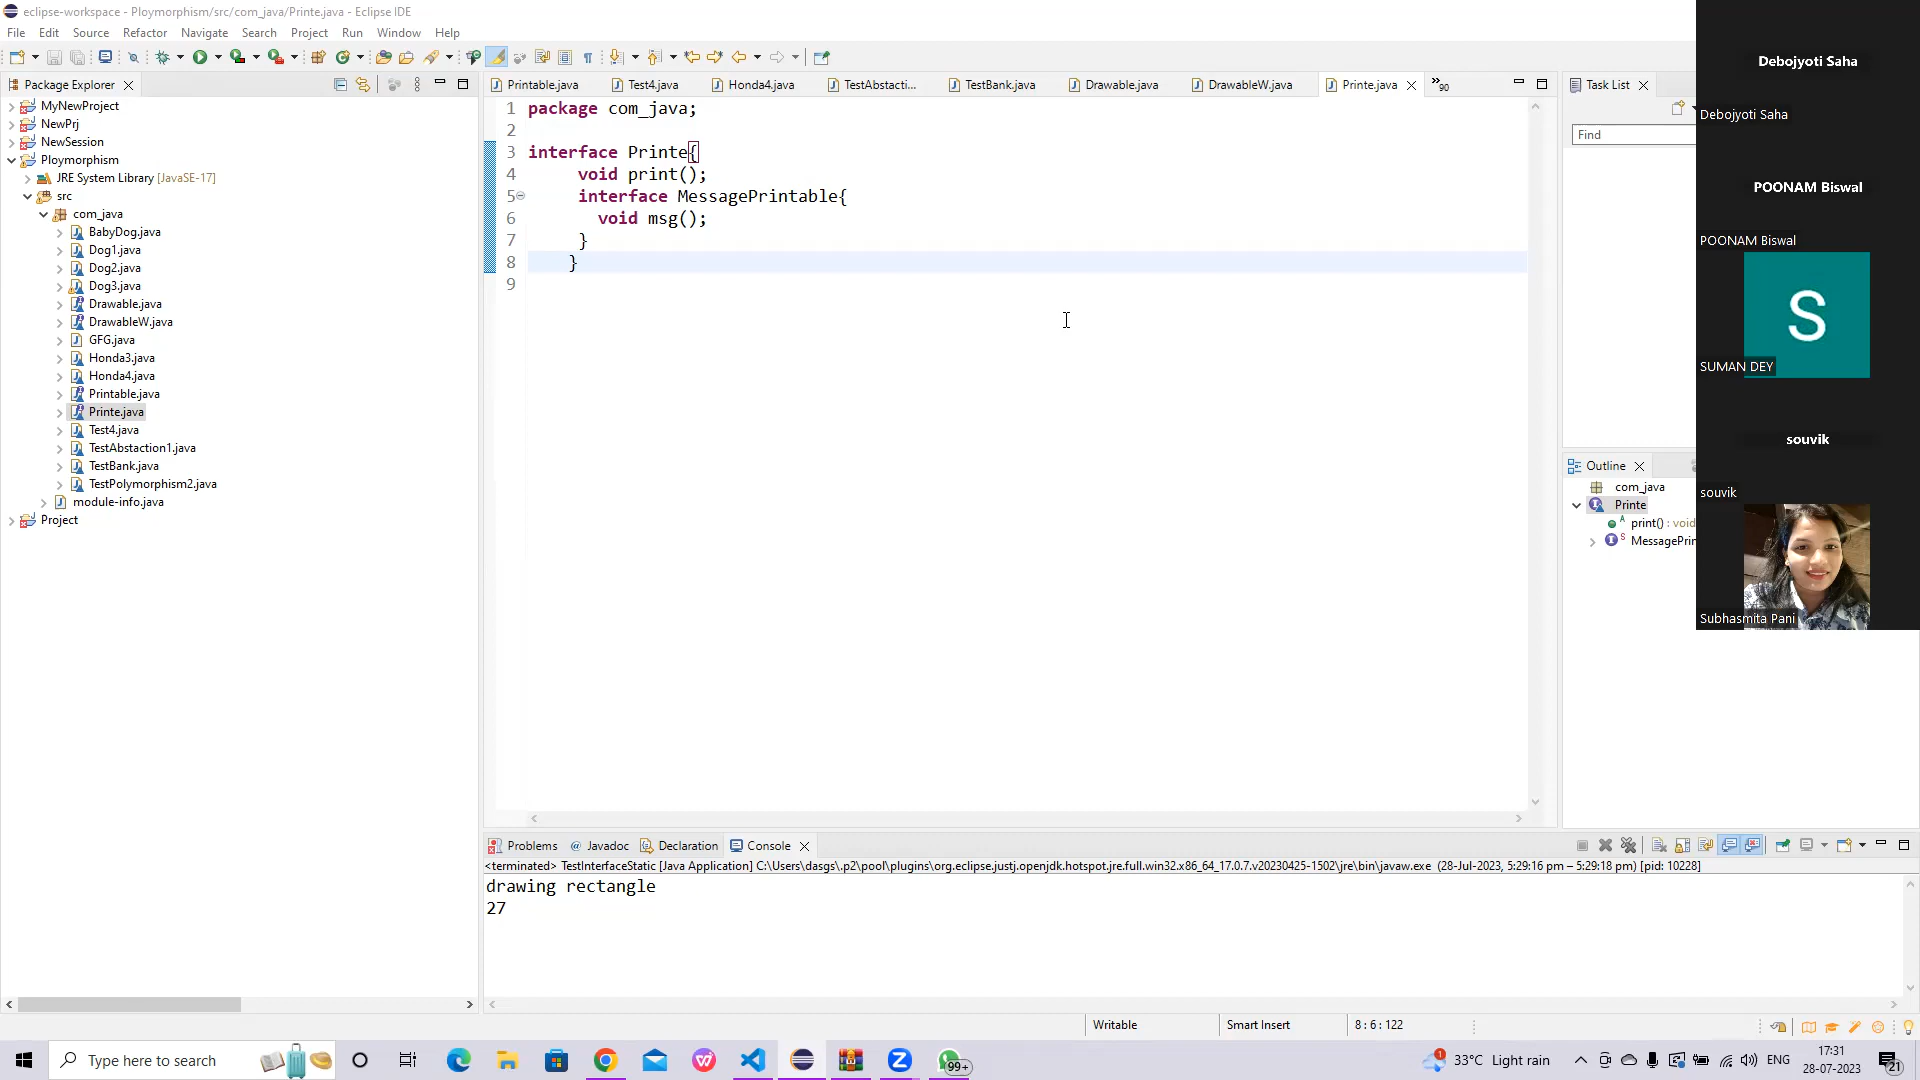 eclipse-workspace - Ploymorphism/src/com_java/Printe.java - Eclipse IDE
File Edit Source Refactor Navigate Search Project Run Window Help
Package Explorer
MyNewProject
NewPrj
NewSession
Ploymorphism
JRE System Library [JavaSE-17]
src
com_java
BabyDog.java
Dog1.java
Dog2.java
Dog3.java
Drawable.java
DrawableW.java
GFG.java
Honda3.java
Honda4.java
Printable.java
Printe.java
Test4.java
TestAbstaction1.java
TestBank.java
TestPolymorphism2.java
module-info.java
Project
Printable.java Test4.java Honda4.java TestAbstacti... TestBank.java Drawable.java DrawableW.java Printe.java »90
1 package com_java;
2
3 interface Printe{
4 void print();
5 interface MessagePrintable{
6 void msg();
7 }
8 }
9
Task List
Find
Outline
com_java
Printe
print() : void
MessagePrin
Debojyoti Saha
Debojyoti Saha
POONAM Biswal
POONAM Biswal
S
SUMAN DEY
souvik
souvik
Subhasmita Pani
Problems @ Javadoc Declaration Console
<terminated> TestInterfaceStatic [Java Application] C:\Users\dasgs\.p2\pool\plugins\org.eclipse.justj.openjdk.hotspot.jre.full.win32.x86_64_17.0.7.v20230425-1502\jre\bin\javaw.exe (28-Jul-2023, 5:29:16 pm – 5:29:18 pm) [pid: 10228]
drawing rectangle
27
Writable Smart Insert 8 : 6 : 122
Type here to search
99+
33°C Light rain
ENG
17:31
28-07-2023
21